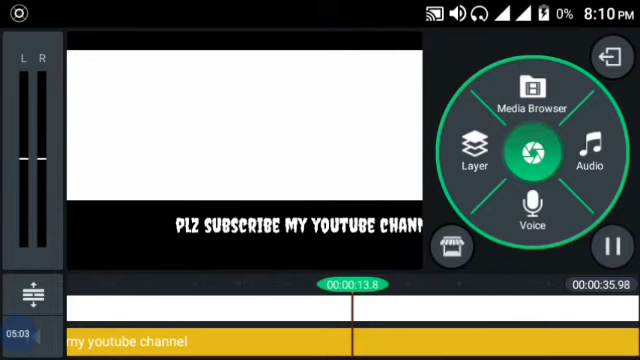 0% 8:10 PM
L R
Media Browser
Layer
Audio
Voice
PLZ SUBSCRIBE MY YOUTUBE CHANN
00:00:13.8
00:00:35.98
05:03
my youtube channel